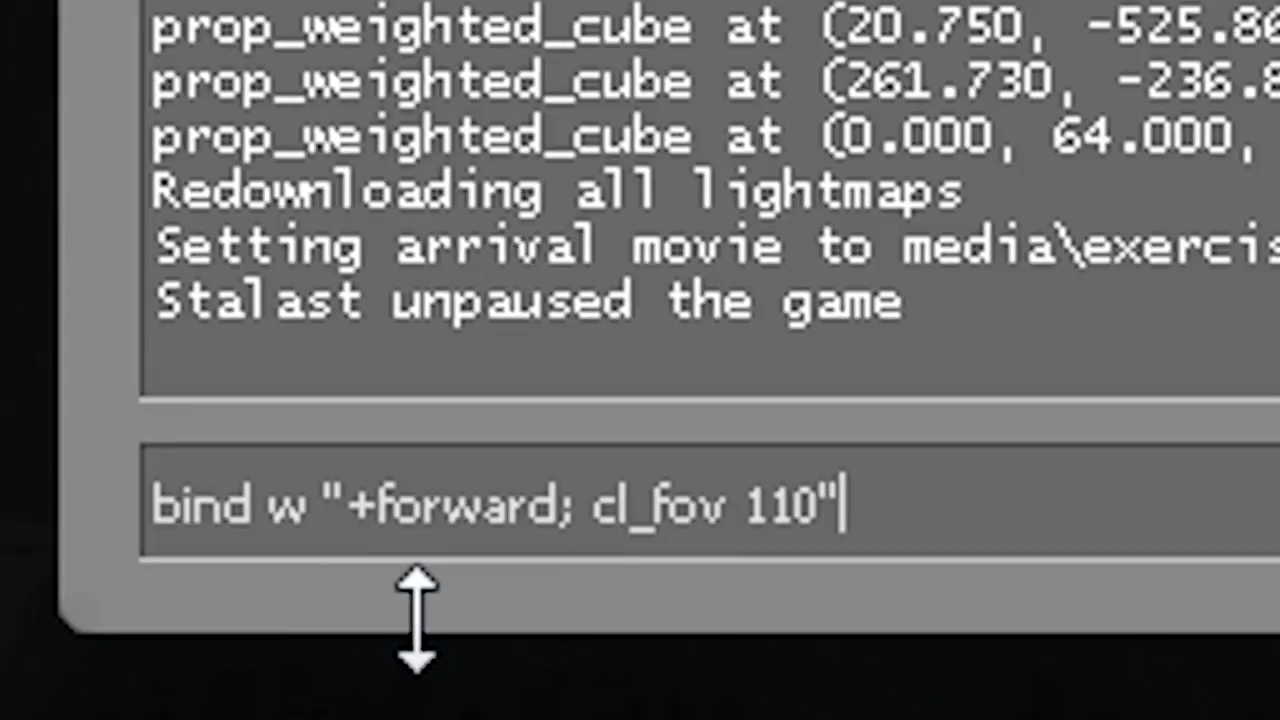 prop_weighted_cube at (20.750, -525.86
prop_weighted_cube at (261.730, -236.8
prop_weighted_cube at (0.000, 64.000,
Redownloading all lightmaps
Setting arrival movie to media\exercis
Stalast unpaused the game
bind w "+forward; cl_fov 110"